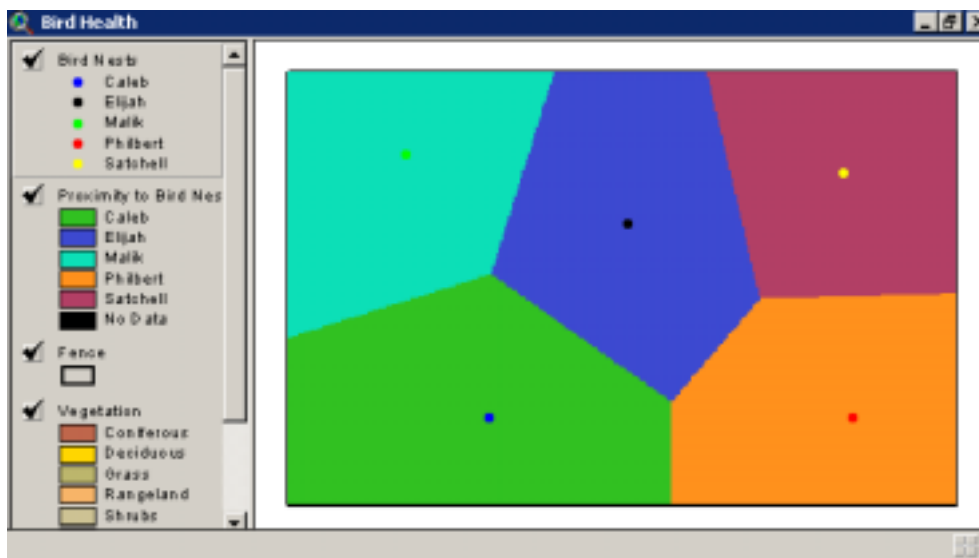 Bird Health
Bird Nests
Caleb
Elijah
Malik
Philbert
Satchell
Proximity to Bird Nes
Caleb
Elijah
Malik
Philbert
Satchell
No Data
Fence
Vegetation
Coniferous
Deciduous
Grass
Rangeland
Shrubs